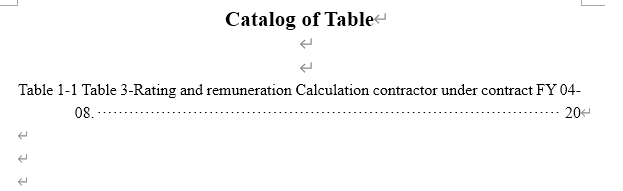 Catalog of Table
Table 1-1 Table 3-Rating and remuneration Calculation contractor under contract FY 04-
08. ........................................................................................ 20